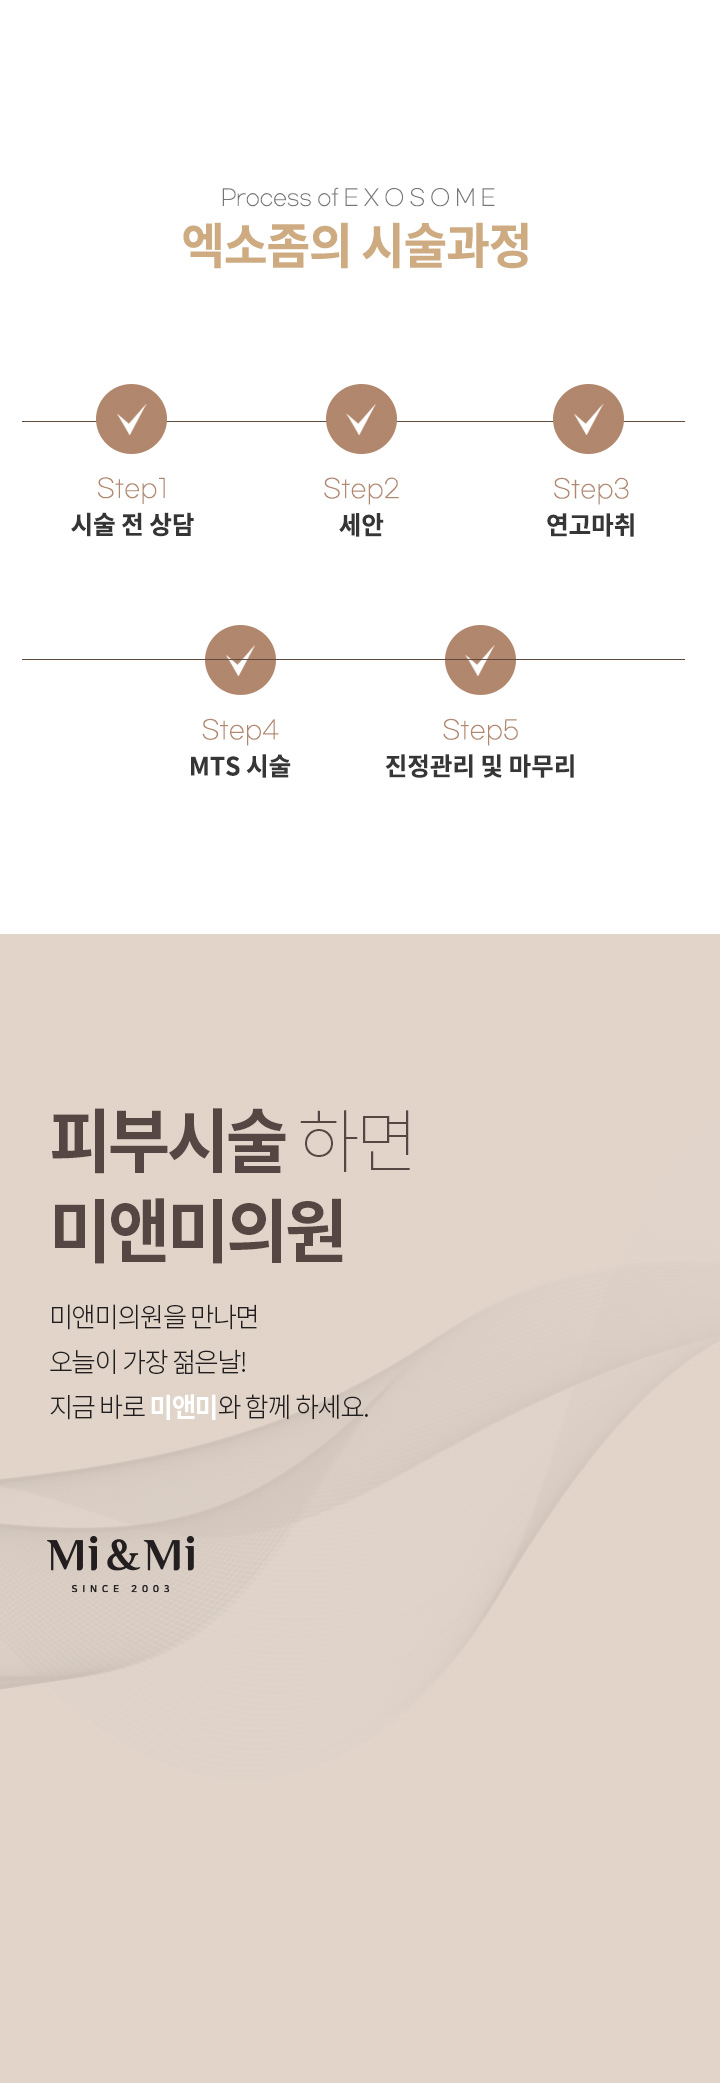 Process of EXOSOME
엑소좀의 시술과정
Step1
시술 전 상담
Step2
세안
Step3
연고마취
Step4
MTS 시술
Step5
진정관리 및 마무리
피부시술 하면
미앤미의원
미앤미의원을 만나면
오늘이 가장 젊은날!
지금 바로 미앤미와 함께 하세요.
Mi&Mi
SINCE 2003